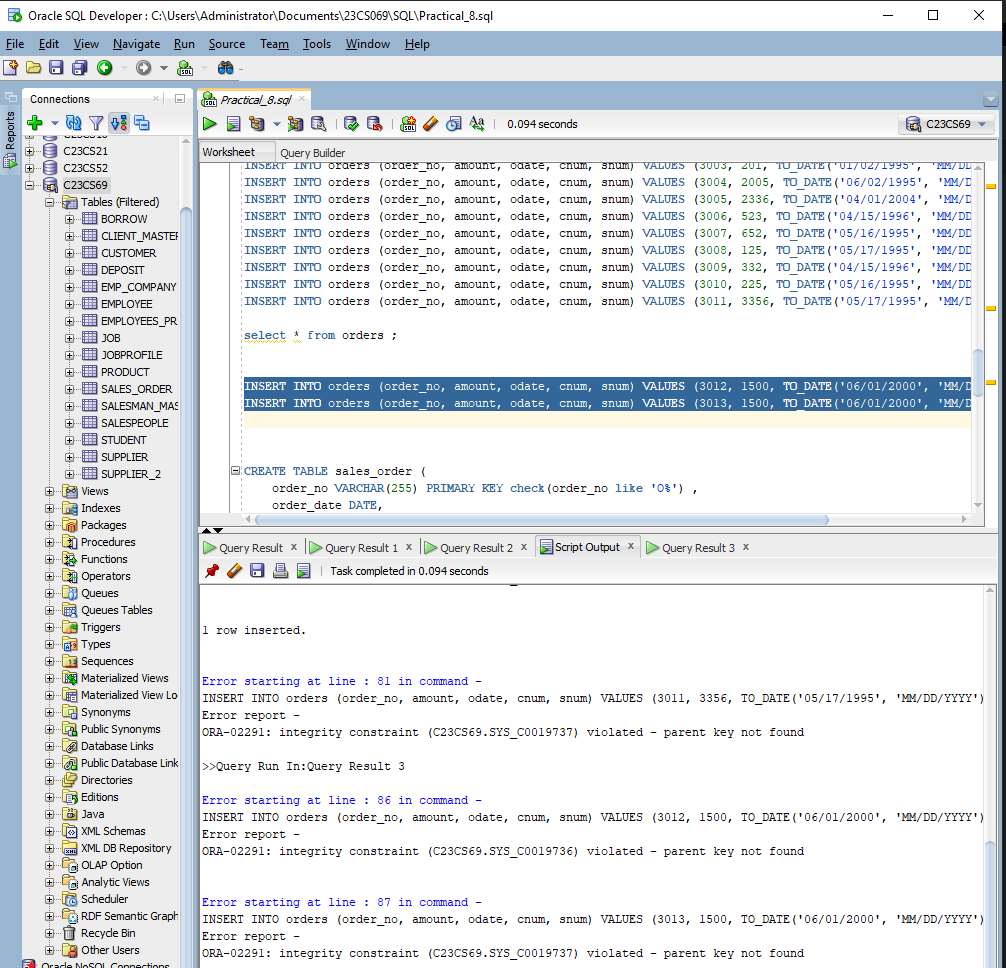 Oracle SQL Developer : C:\Users\Administrator\Documents\23CS069\SQL\Practical_8.sql
File Edit View Navigate Run Source Team Tools Window Help
Reports
Connections
C23CS21
C23CS52
C23CS69
Tables (Filtered)
BORROW
CLIENT_MASTER
CUSTOMER
DEPOSIT
EMP_COMPANY
EMPLOYEE
EMPLOYEES_PR
JOB
JOBPROFILE
PRODUCT
SALES_ORDER
SALESMAN_MAS
SALESPEOPLE
STUDENT
SUPPLIER
SUPPLIER_2
Views
Indexes
Packages
Procedures
Functions
Operators
Queues
Queues Tables
Triggers
Types
Sequences
Materialized Views
Materialized View Lo
Synonyms
Public Synonyms
Database Links
Public Database Link
Directories
Editions
Java
XML Schemas
XML DB Repository
OLAP Option
Analytic Views
Scheduler
RDF Semantic Graph
Recycle Bin
Other Users
Oracle NoSQL Connections
Practical_8.sql
0.094 seconds
C23CS69
Worksheet Query Builder
INSERT INTO orders (order_no, amount, odate, cnum, snum) VALUES (3003, 201, TO_DATE('01/02/1995', 'MM/DD
INSERT INTO orders (order_no, amount, odate, cnum, snum) VALUES (3004, 2005, TO_DATE('06/02/1995', 'MM/D
INSERT INTO orders (order_no, amount, odate, cnum, snum) VALUES (3005, 2336, TO_DATE('04/01/2004', 'MM/D
INSERT INTO orders (order_no, amount, odate, cnum, snum) VALUES (3006, 523, TO_DATE('04/15/1996', 'MM/DD
INSERT INTO orders (order_no, amount, odate, cnum, snum) VALUES (3007, 652, TO_DATE('05/16/1995', 'MM/DD
INSERT INTO orders (order_no, amount, odate, cnum, snum) VALUES (3008, 125, TO_DATE('05/17/1995', 'MM/DD
INSERT INTO orders (order_no, amount, odate, cnum, snum) VALUES (3009, 332, TO_DATE('04/15/1996', 'MM/DD
INSERT INTO orders (order_no, amount, odate, cnum, snum) VALUES (3010, 225, TO_DATE('05/16/1995', 'MM/DD
INSERT INTO orders (order_no, amount, odate, cnum, snum) VALUES (3011, 3356, TO_DATE('05/17/1995', 'MM/D
select * from orders ;
INSERT INTO orders (order_no, amount, odate, cnum, snum) VALUES (3012, 1500, TO_DATE('06/01/2000', 'MM/D
INSERT INTO orders (order_no, amount, odate, cnum, snum) VALUES (3013, 1500, TO_DATE('06/01/2000', 'MM/D
CREATE TABLE sales_order (
order_no VARCHAR(255) PRIMARY KEY check(order_no like 'O%') ,
order_date DATE,
Query Result x Query Result 1 x Query Result 2 x Script Output x Query Result 3 x
Task completed in 0.094 seconds
1 row inserted.
Error starting at line : 81 in command -
INSERT INTO orders (order_no, amount, odate, cnum, snum) VALUES (3011, 3356, TO_DATE('05/17/1995', 'MM/DD/YYYY')
Error report -
ORA-02291: integrity constraint (C23CS69.SYS_C0019737) violated - parent key not found
>>Query Run In:Query Result 3
Error starting at line : 86 in command -
INSERT INTO orders (order_no, amount, odate, cnum, snum) VALUES (3012, 1500, TO_DATE('06/01/2000', 'MM/DD/YYYY')
Error report -
ORA-02291: integrity constraint (C23CS69.SYS_C0019736) violated - parent key not found
Error starting at line : 87 in command -
INSERT INTO orders (order_no, amount, odate, cnum, snum) VALUES (3013, 1500, TO_DATE('06/01/2000', 'MM/DD/YYYY')
Error report -
ORA-02291: integrity constraint (C23CS69.SYS_C0019737) violated - parent key not found